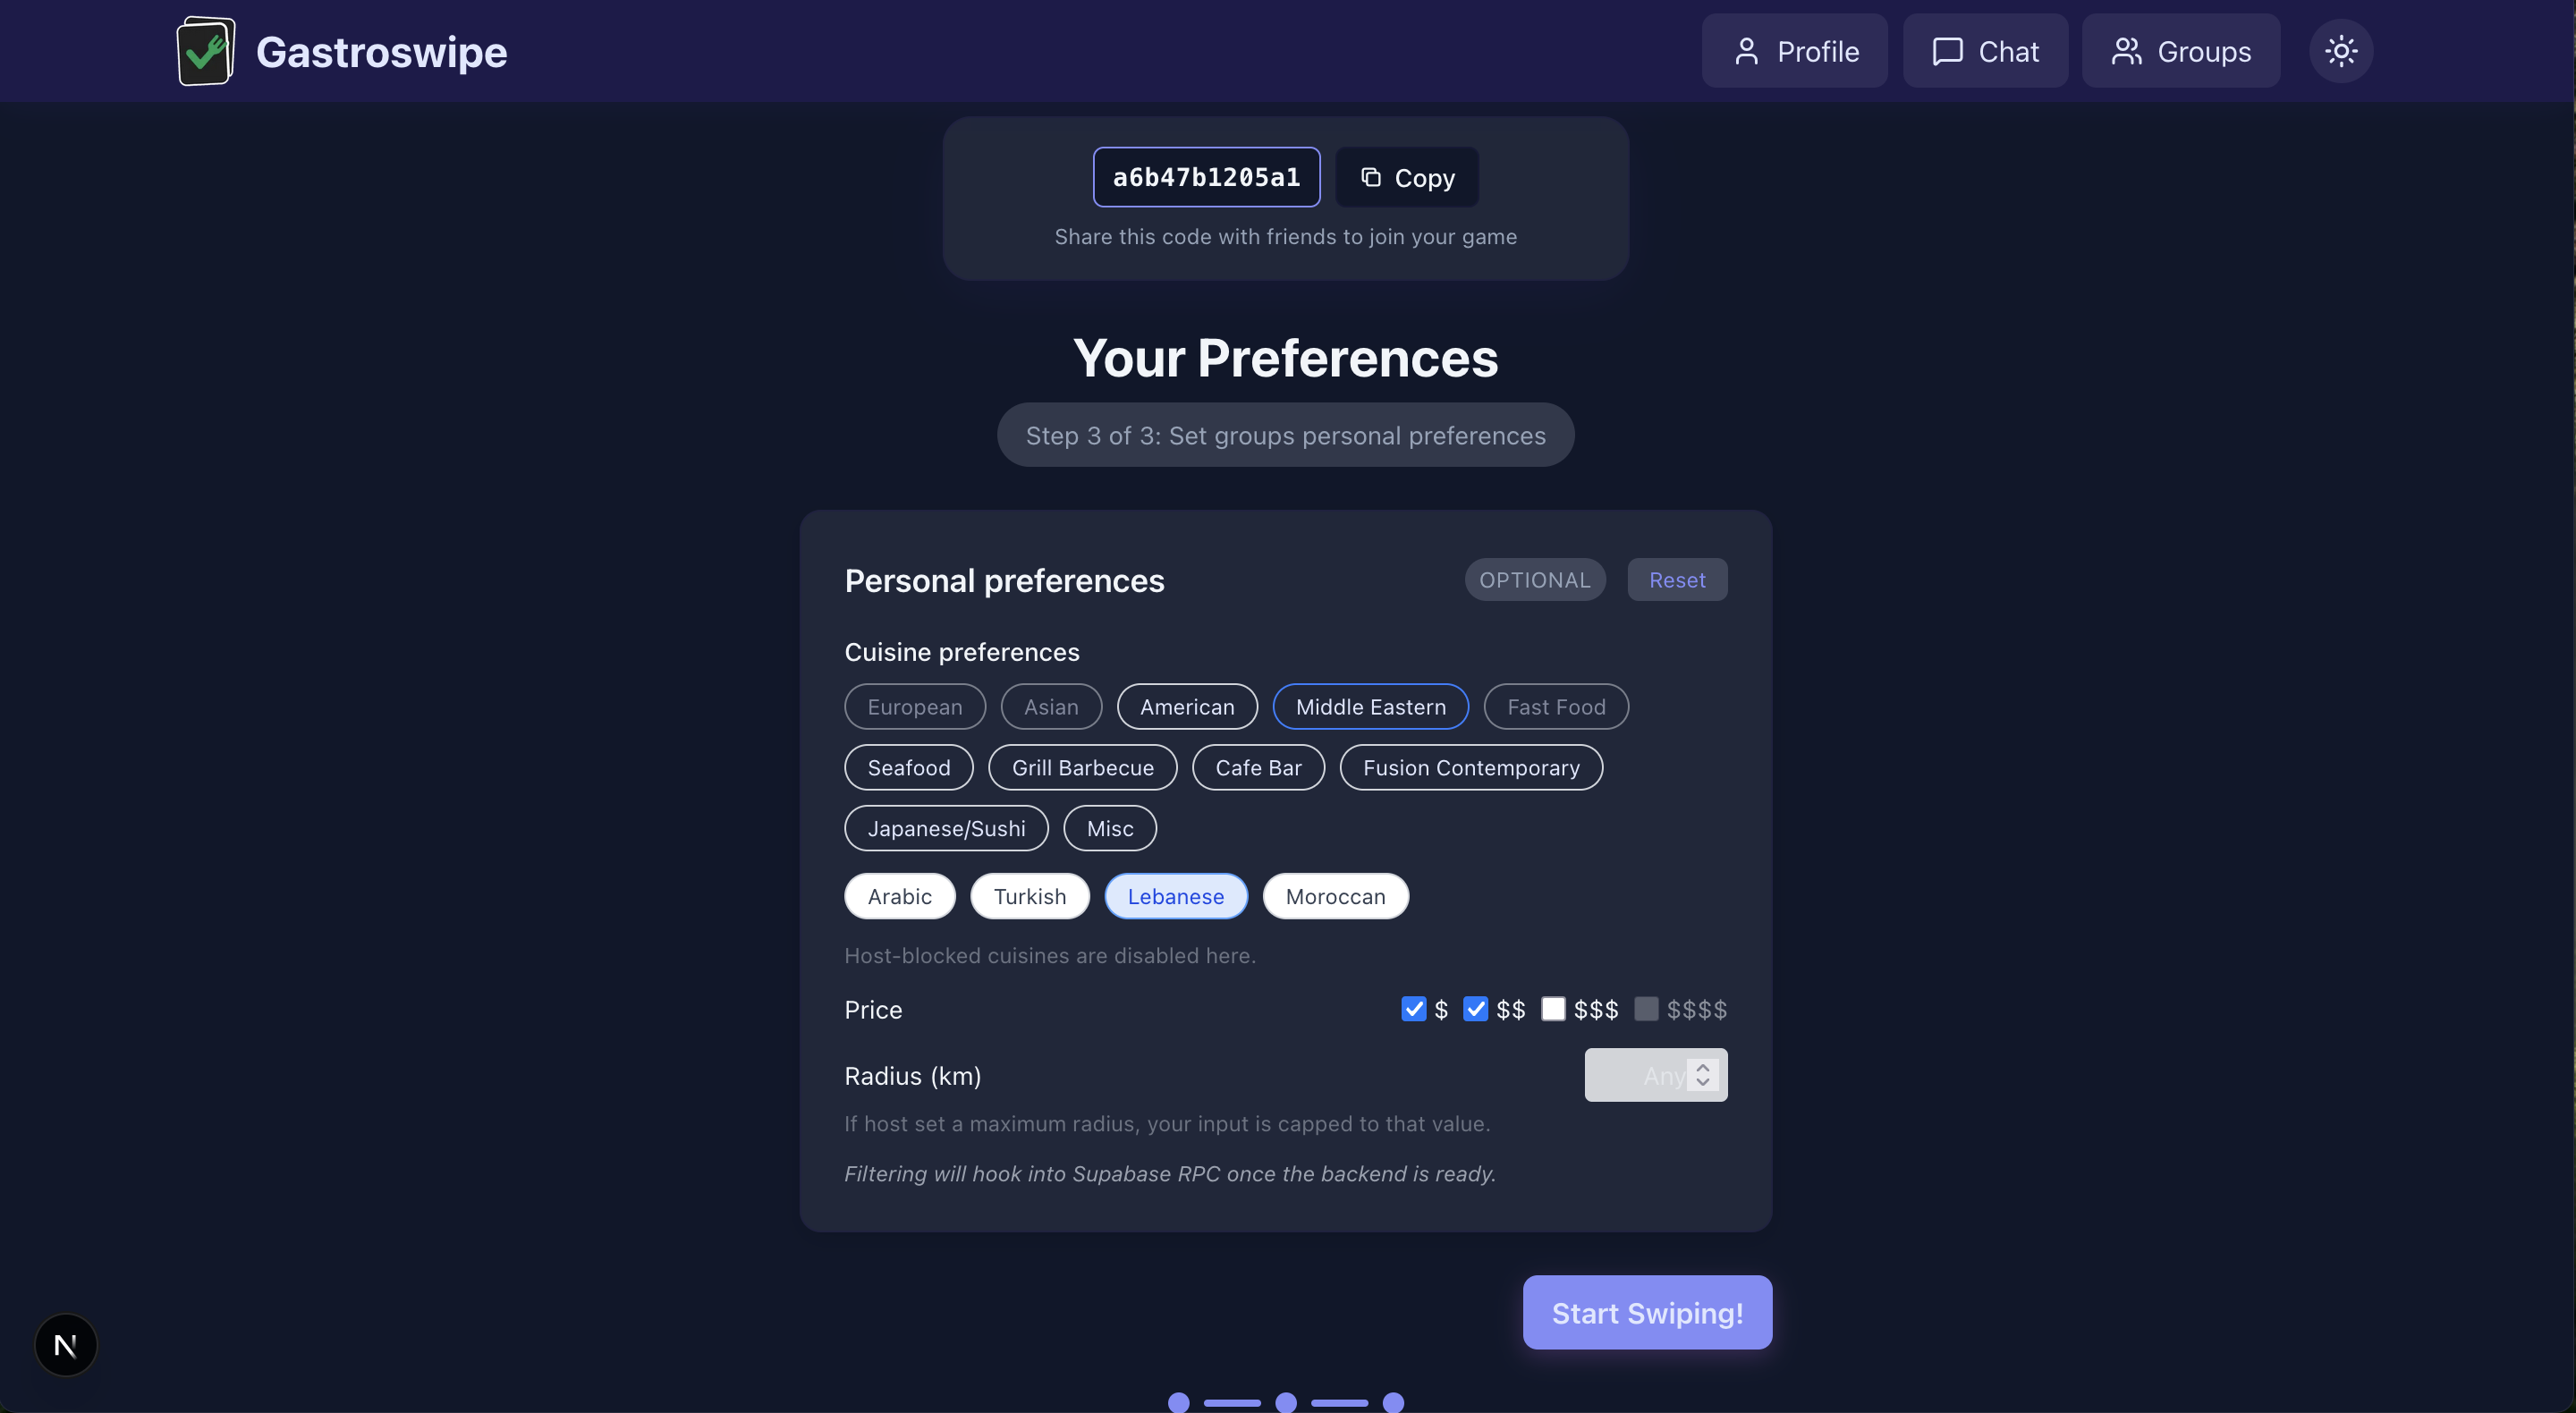 Gastroswipe
Profile
Chat
Groups
a6b47b1205a1
Copy
Share this code with friends to join your game
Your Preferences
Step 3 of 3: Set groups personal preferences
Personal preferences
OPTIONAL
Reset
Cuisine preferences
European
Asian
American
Middle Eastern
Fast Food
Seafood
Grill Barbecue
Cafe Bar
Fusion Contemporary
Japanese/Sushi
Misc
Arabic
Turkish
Lebanese
Moroccan
Host-blocked cuisines are disabled here.
Price
$
$$
$$$
$$$$
Radius (km)
Any
If host set a maximum radius, your input is capped to that value.
Filtering will hook into Supabase RPC once the backend is ready.
Start Swiping!
N